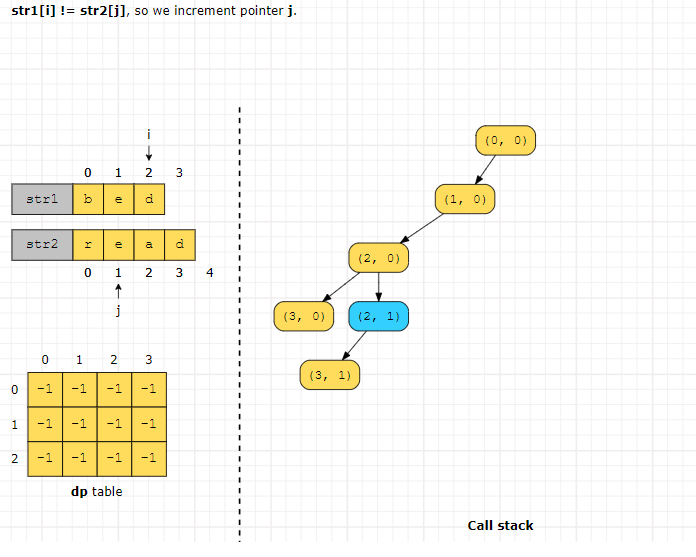 str1[i] != str2[j], so we increment pointer j.
i
0 1 2 3
str1 b e d
str2 r e a d
0 1 2 3 4
j
0 1 2 3
0 -1 -1 -1 -1
1 -1 -1 -1 -1
2 -1 -1 -1 -1
dp table
(0, 0)
(1, 0)
(2, 0)
(3, 0) (2, 1)
(3, 1)
Call stack